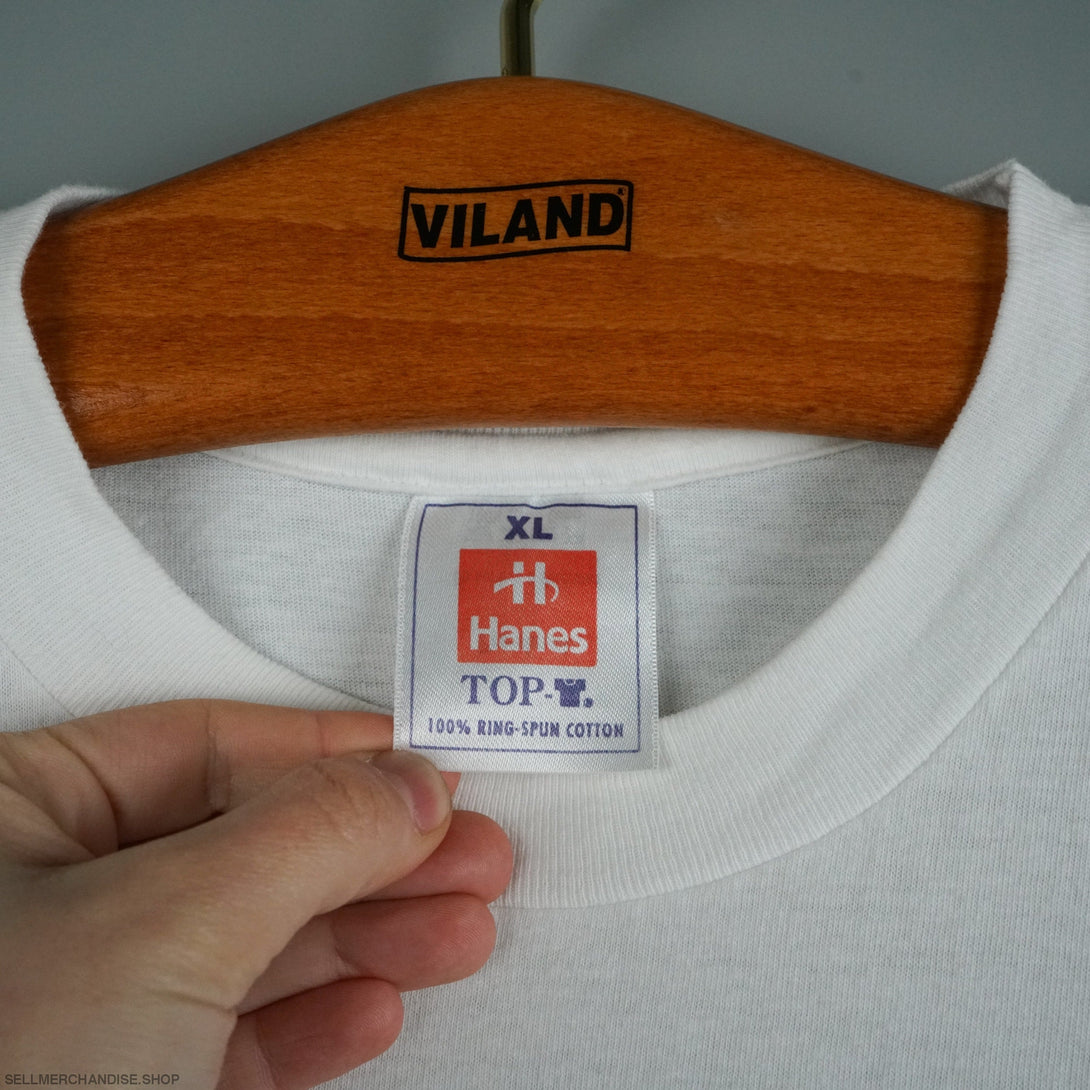 VILAND
XL
H
Hanes
TOP-
100% RING-SPUN COTTON
SELLMERCHANDISE.SHOP